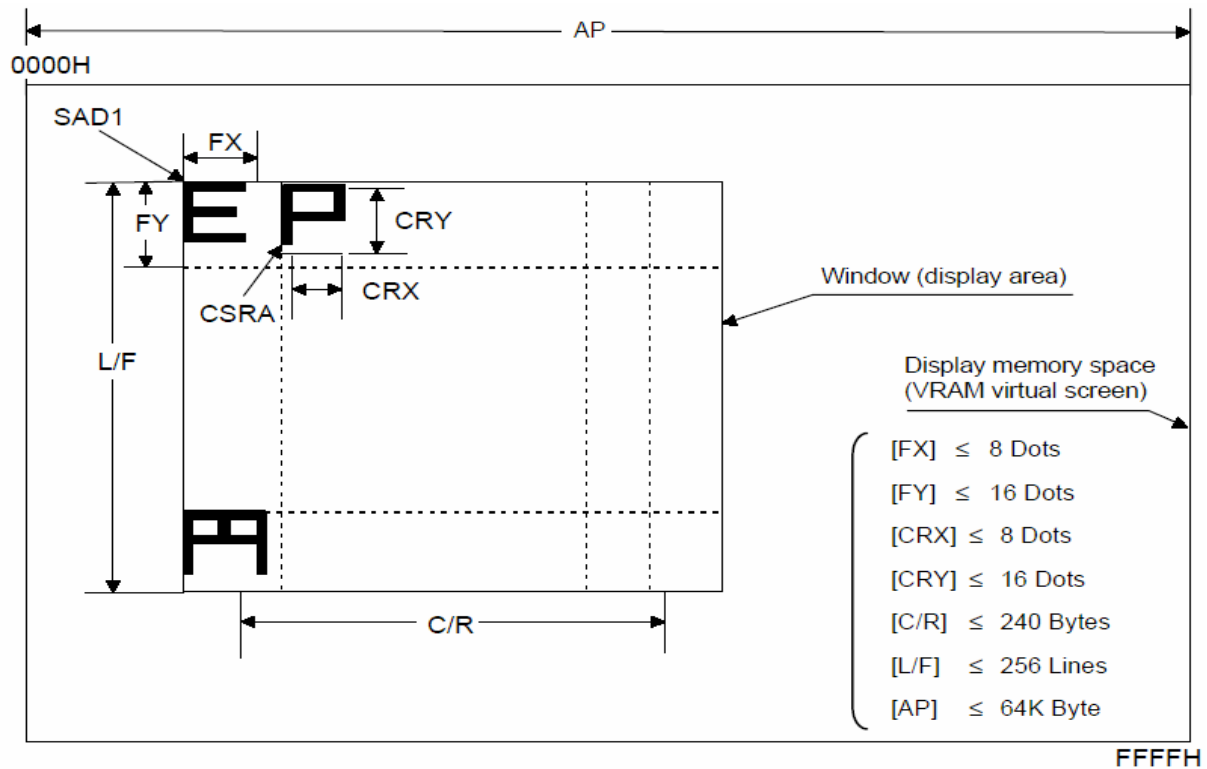 AP
0000H
SAD1
FX
E P
FY
CRY
CRX
CSRA
Window (display area)
L/F
Display memory space
(VRAM virtual screen)
[FX] ≤ 8 Dots
[FY] ≤ 16 Dots
[CRX] ≤ 8 Dots
[CRY] ≤ 16 Dots
[C/R] ≤ 240 Bytes
[L/F] ≤ 256 Lines
[AP] ≤ 64K Byte
C/R
FFFFH